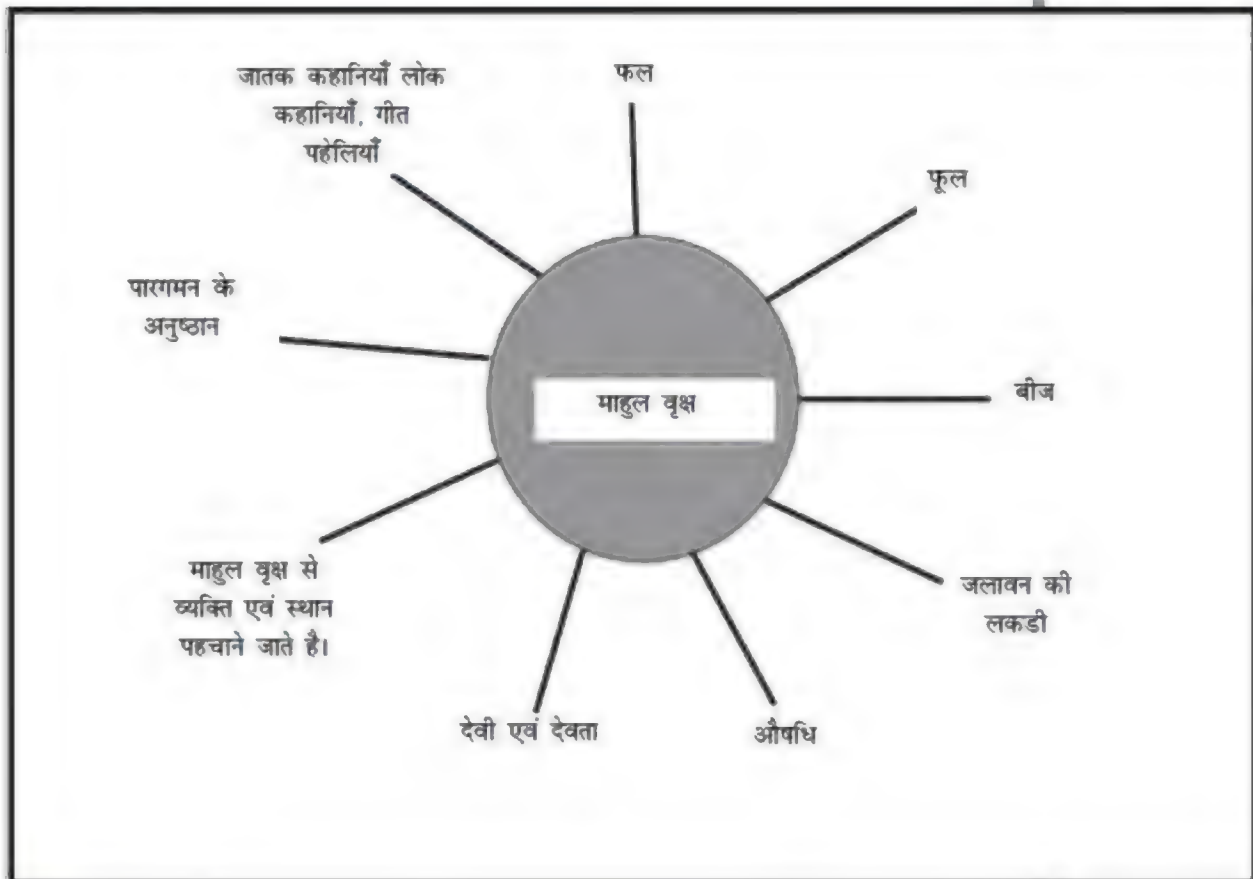 जातक कहानियाँ लोक
कहानियाँ, गीत
पहेलियाँ
फल
फूल
पारगमन के
अनुष्ठान
माहुल वृक्ष
बीज
माहुल वृक्ष से
व्यक्ति एवं स्थान
पहचाने जाते है।
जलावन की
लकडी
देवी एवं देवता
औषधि